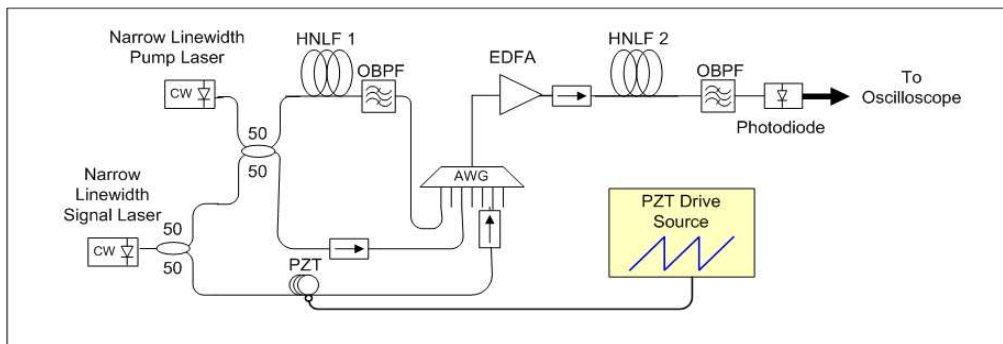 Narrow Linewidth
Pump Laser
CW
HNLF 1
OBPF
EDFA
HNLF 2
OBPF
To
Oscilloscope
Photodiode
50
50
Narrow
Linewidth
Signal Laser
CW
50
50
AWG
PZT
PZT Drive
Source